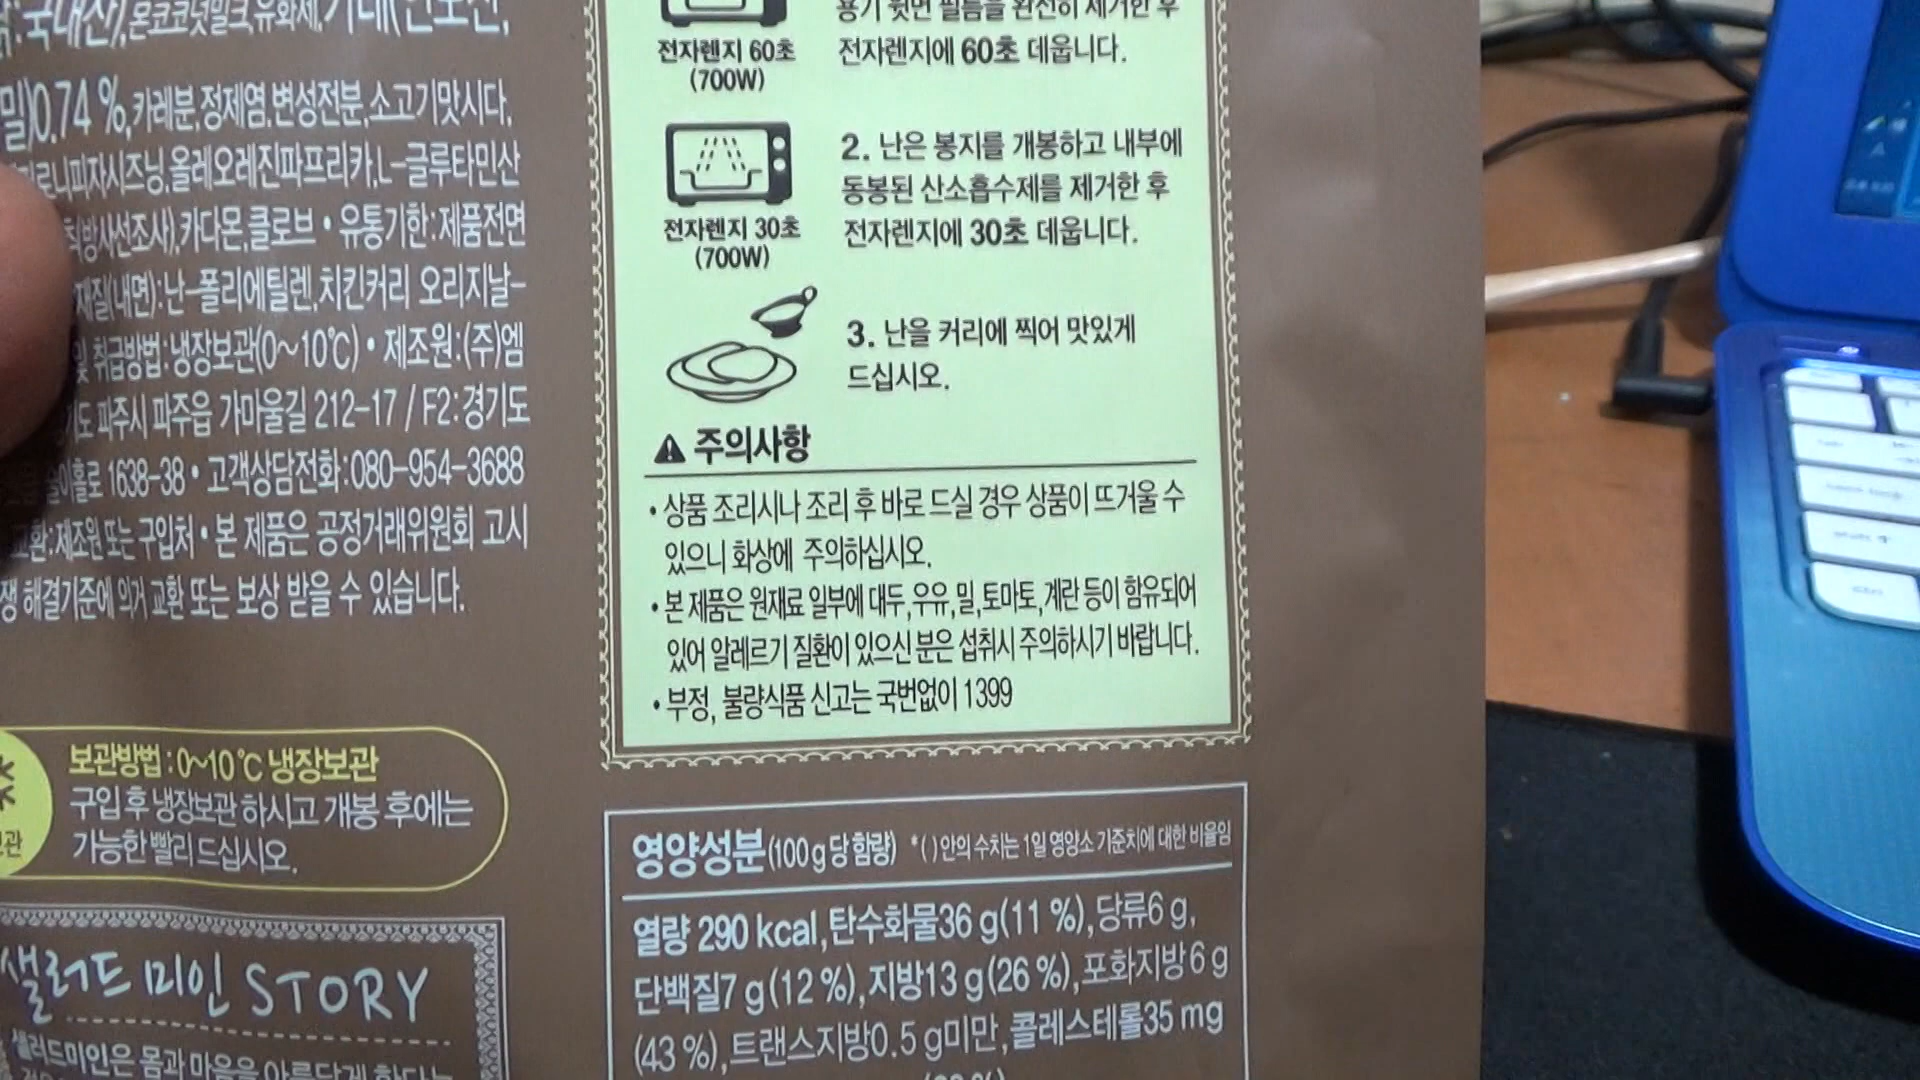 국내산),몬코코넛밀크,유화제,
밀)0.74 %,카레분,정제염,변성전분,소고기맛시다,
로니피자시즈닝,올레오레진파프리카,L-글루타민산
(방사선조사),카다몬,클로브 • 유통기한:제품전면
재질(내면):난-폴리에틸렌,치킨커리 오리지날-
및 취급방법:냉장보관(0~10℃) • 제조원:(주)엠
파주시 파주읍 가마울길 212-17 / F2:경기도
1638-38 • 고객상담전화:080-954-3688
교환:제조원 또는 구입처 • 본 제품은 공정거래위원회 고시
해결기준에 의거 교환 또는 보상 받을 수 있습니다.
보관방법 : 0~10℃ 냉장보관
구입 후 냉장보관 하시고 개봉 후에는
가능한 빨리 드십시오.
샐러드 미인 STORY
샐러드미인은 몸과 마음을 아름답게
용기 윗면 필름을 완전히 제거한 후
전자렌지에 60초 데웁니다.
전자렌지 60초
(700W)
2. 난은 봉지를 개봉하고 내부에
동봉된 산소흡수제를 제거한 후
전자렌지에 30초 데웁니다.
전자렌지 30초
(700W)
3. 난을 커리에 찍어 맛있게
드십시오.
주의사항
• 상품 조리시나 조리 후 바로 드실 경우 상품이 뜨거울 수
있으니 화상에 주의하십시오.
• 본 제품은 원재료 일부에 대두,우유,밀,토마토,계란 등이 함유되어
있어 알레르기 질환이 있으신 분은 섭취시 주의하시기 바랍니다.
• 부정, 불량식품 신고는 국번없이 1399
영양성분(100g당 함량) *( )안의 수치는 1일 영양소 기준치에 대한 비율임
열량 290 kcal,탄수화물36 g(11 %),당류6 g,
단백질7 g(12 %),지방13 g(26 %),포화지방6 g
(43 %),트랜스지방0.5 g미만,콜레스테롤35 mg